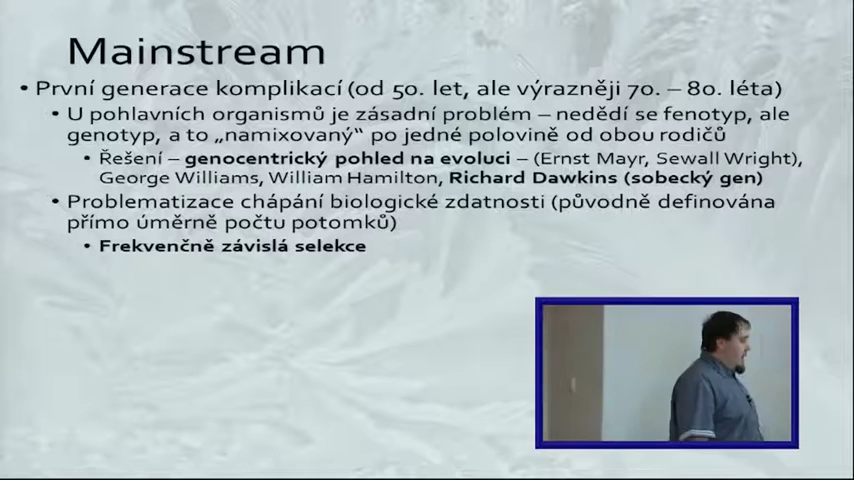 Mainstream
• První generace komplikací (od 50. let, ale výrazněji 70. – 80. léta)
• U pohlavních organismů je zásadní problém – nedědí se fenotyp, ale
genotyp, a to „namixovaný“ po jedné polovině od obou rodičů
• Řešení – genocentrický pohled na evoluci – (Ernst Mayr, Sewall Wright),
George Williams, William Hamilton, Richard Dawkins (sobecký gen)
• Problematizace chápání biologické zdatnosti (původně definována
přímo úměrně počtu potomků)
• Frekvenčně závislá selekce